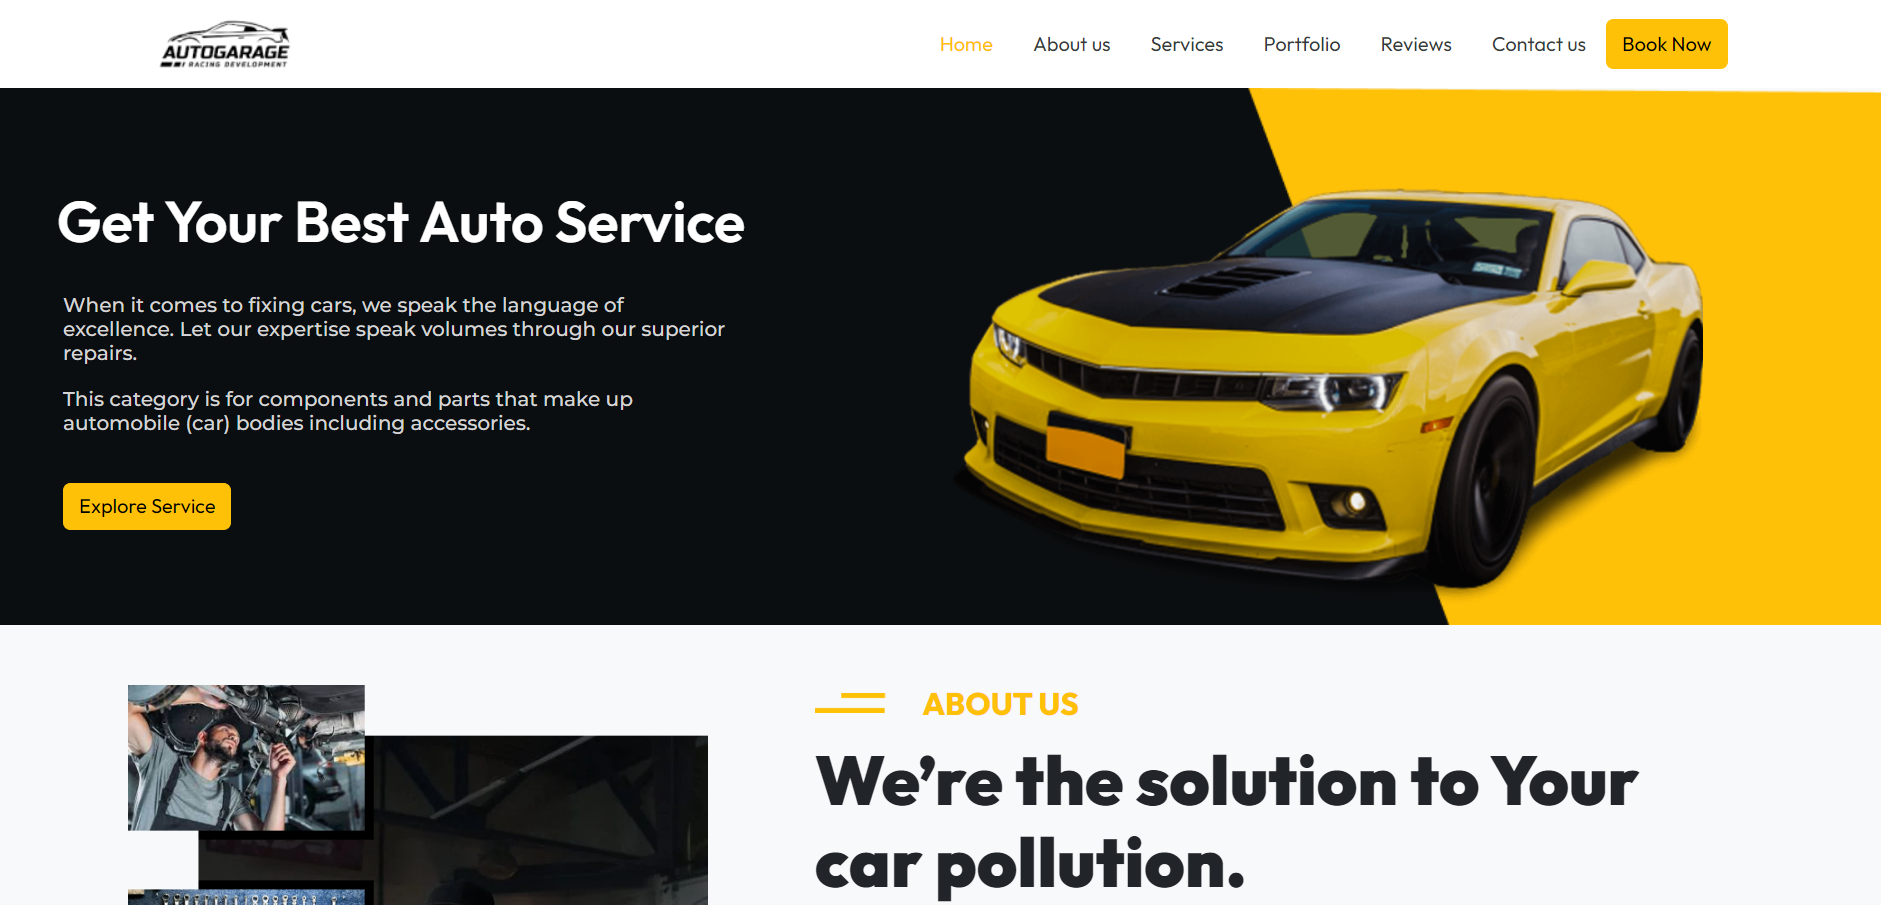 AUTOGARAGE
RACING DEVELOPMENT
Home About us Services Portfolio Reviews Contact us Book Now
Get Your Best Auto Service
When it comes to fixing cars, we speak the language of
excellence. Let our expertise speak volumes through our superior
repairs.
This category is for components and parts that make up
automobile (car) bodies including accessories.
Explore Service
ABOUT US
We’re the solution to Your
car pollution.